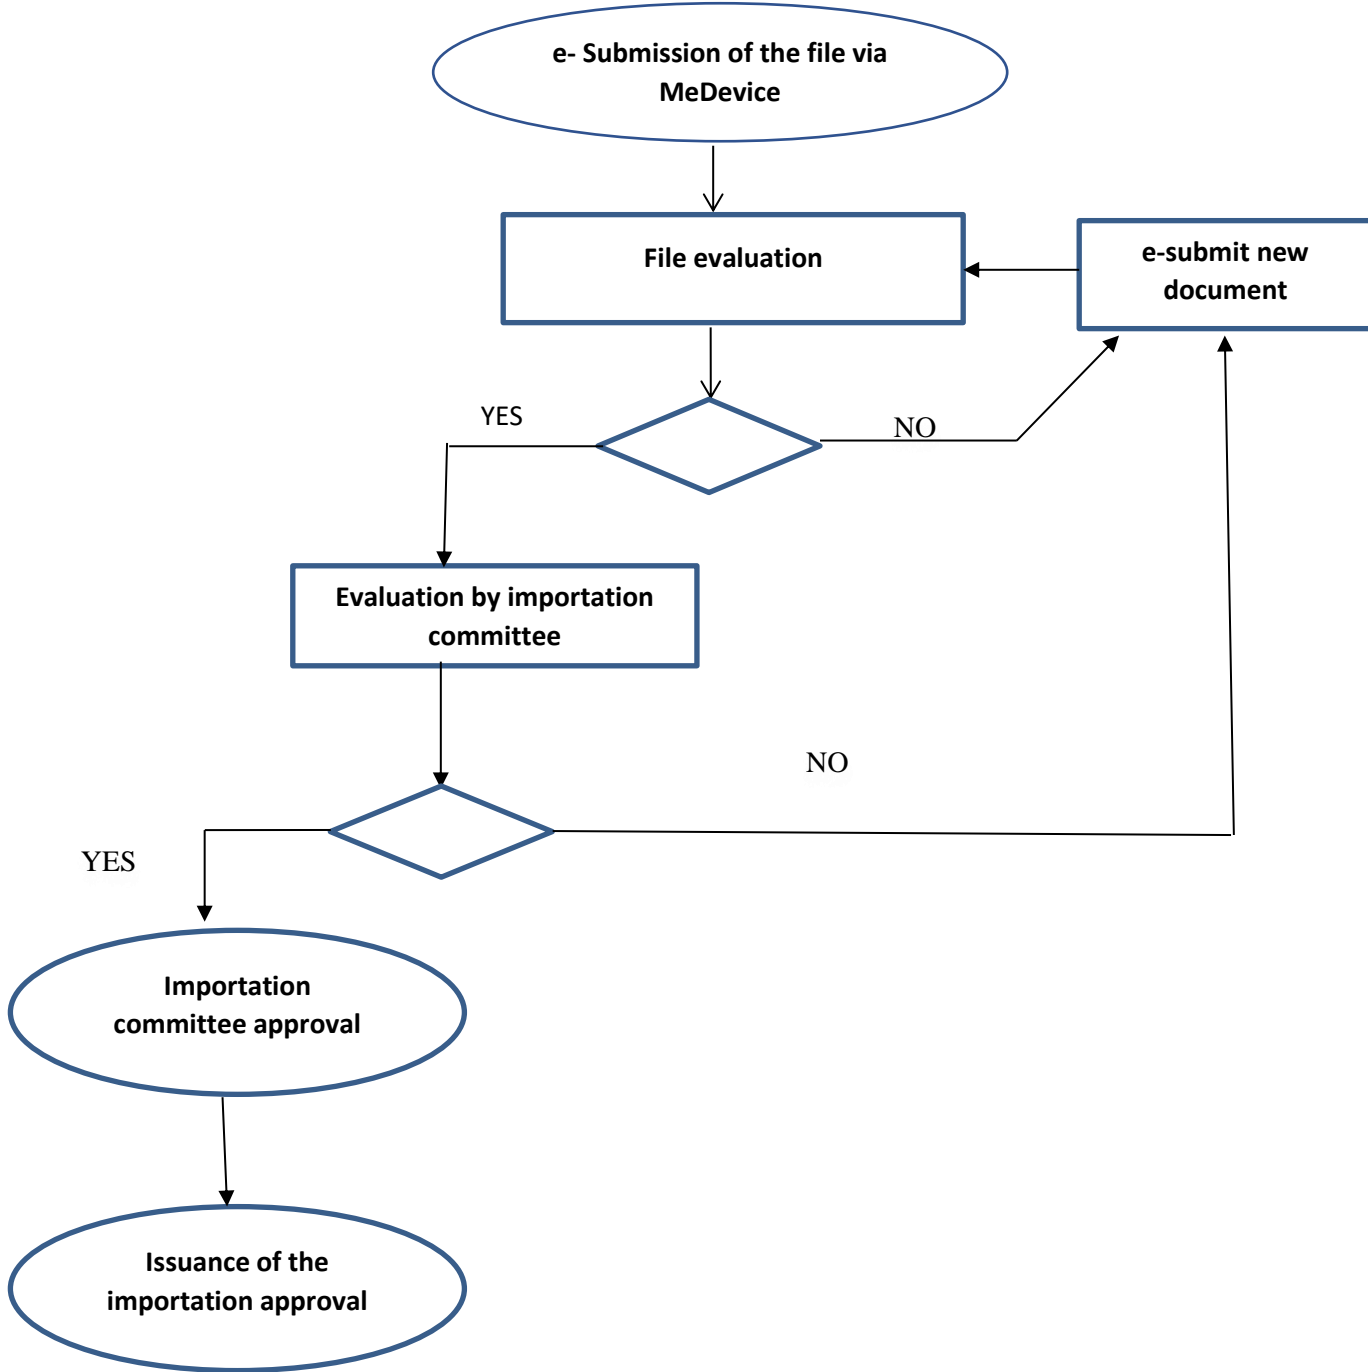 e- Submission of the file via
MeDevice
File evaluation
e-submit new
document
YES
NO
Evaluation by importation
committee
NO
YES
Importation
committee approval
Issuance of the
importation approval